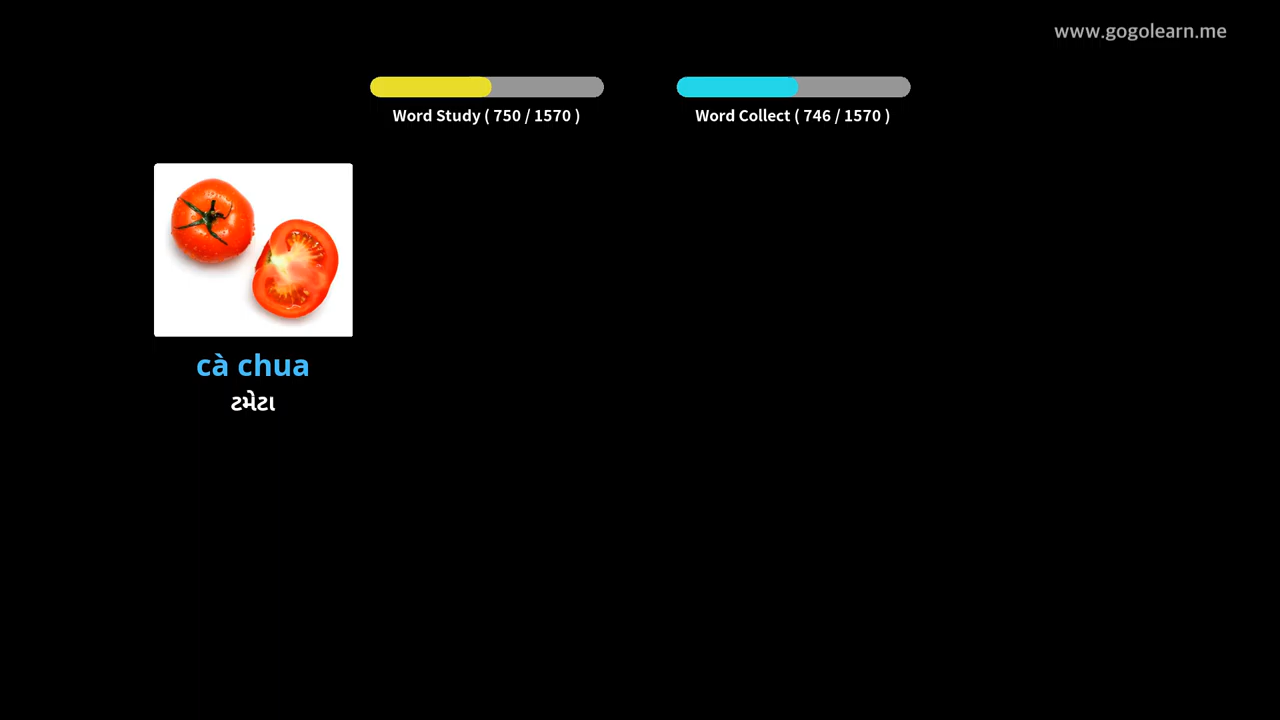 www.gogolearn.me
Word Study ( 750 / 1570 )
Word Collect ( 746 / 1570 )
cà chua
ટમેટા